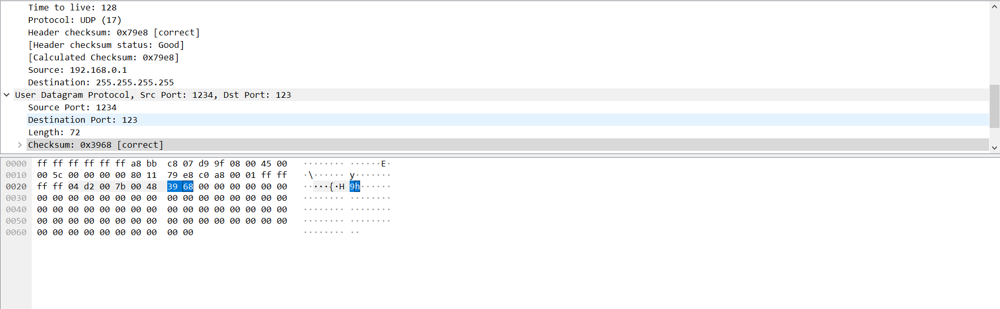 Time to live: 128
Protocol: UDP (17)
Header checksum: 0x79e8 [correct]
[Header checksum status: Good]
[Calculated Checksum: 0x79e8]
Source: 192.168.0.1
Destination: 255.255.255.255
User Datagram Protocol, Src Port: 1234, Dst Port: 123
Source Port: 1234
Destination Port: 123
Length: 72
Checksum: 0x3968 [correct]
0000 ff ff ff ff ff ff a8 bb c8 07 d9 9f 08 00 45 00 ········ ······E·
0010 00 5c 00 00 00 00 80 11 79 e8 c0 a8 00 01 ff ff ·\······ y·······
0020 ff ff 04 d2 00 7b 00 48 39 68 00 00 00 00 00 00 ·····{·H 9h······
0030 00 00 00 00 00 00 00 00 00 00 00 00 00 00 00 00 ········ ········
0040 00 00 00 00 00 00 00 00 00 00 00 00 00 00 00 00 ········ ········
0050 00 00 00 00 00 00 00 00 00 00 00 00 00 00 00 00 ········ ········
0060 00 00 00 00 00 00 00 00 00 00 ········ ··